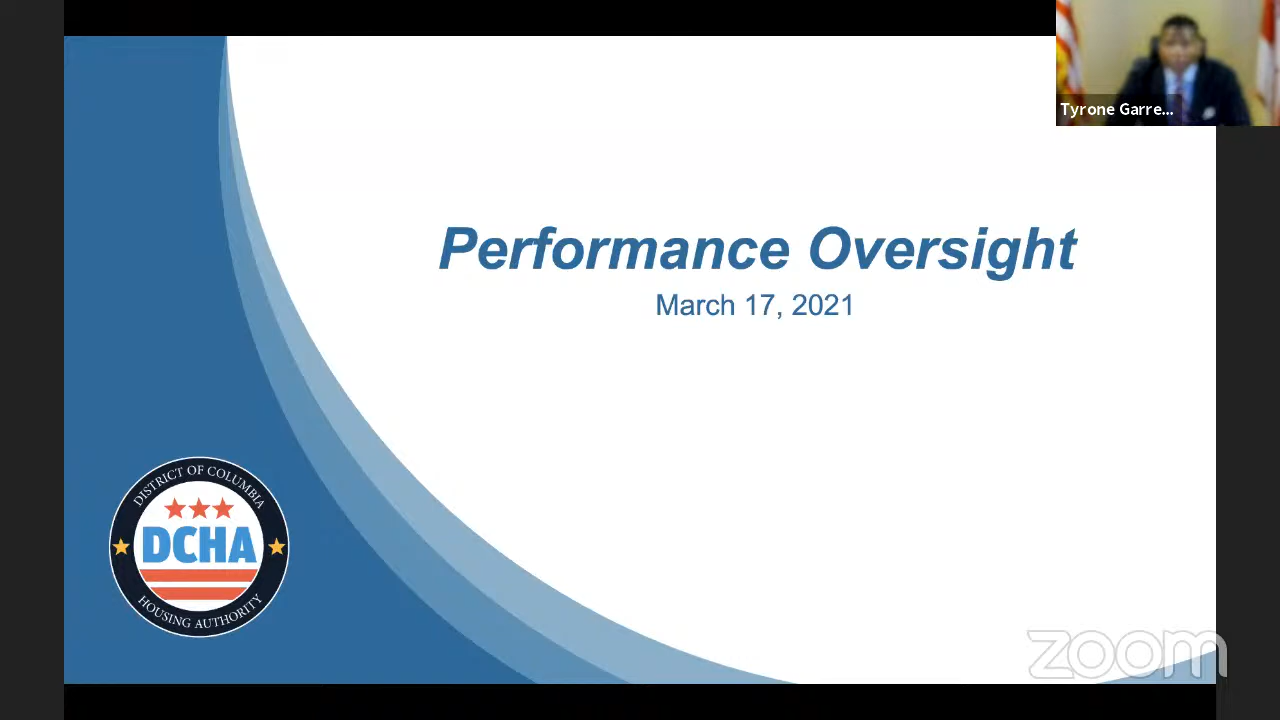 Tyrone Garre...
Performance Oversight
March 17, 2021
DISTRICT OF COLUMBIA
DCHA
HOUSING AUTHORITY
zoom